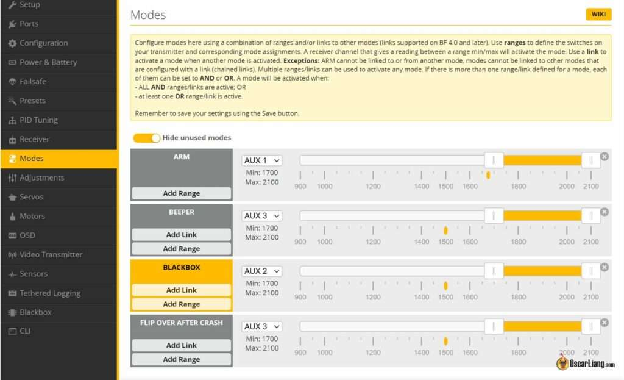 Setup
Ports
Configuration
Power & Battery
Failsafe
Presets
PID Tuning
Receiver
Modes
Adjustments
Servos
Motors
OSD
Video Transmitter
Sensors
Tethered Logging
Blackbox
CLI
Modes
WIKI
Configure modes here using a combination of ranges and/or links to other modes (links supported on BF 4.0 and later). Use ranges to define the switches on
your transmitter and corresponding mode assignments. A receiver channel that gives a reading between a range min/max will activate the mode. Use a link to
activate a mode when another mode is activated. Exceptions: ARM cannot be linked to or from another mode, modes cannot be linked to other modes that
are configured with a link (chained links). Multiple ranges/links can be used to activate any mode. If there is more than one range/link defined for a mode, each
of them can be set to AND or OR. A mode will be activated when:
- ALL AND ranges/links are active; OR
- at least one OR range/link is active.
Remember to save your settings using the Save button.
Hide unused modes
ARM
Add Range
AUX 1
Min: 1700
Max: 2100
900 1000 1200 1400 1500 1600 1800 2000 2100
BEEPER
Add Link
Add Range
AUX 3
Min: 1700
Max: 2100
900 1000 1200 1400 1500 1600 1800 2000 2100
BLACKBOX
Add Link
Add Range
AUX 2
Min: 1700
Max: 2100
900 1000 1200 1400 1500 1600 1800 2000 2100
FLIP OVER AFTER CRASH
Add Link
Add Range
AUX 3
Min: 1700
Max: 2100
900 1000 1200 1400 1500 1600 1800 2000 2100
OscarLiang.com